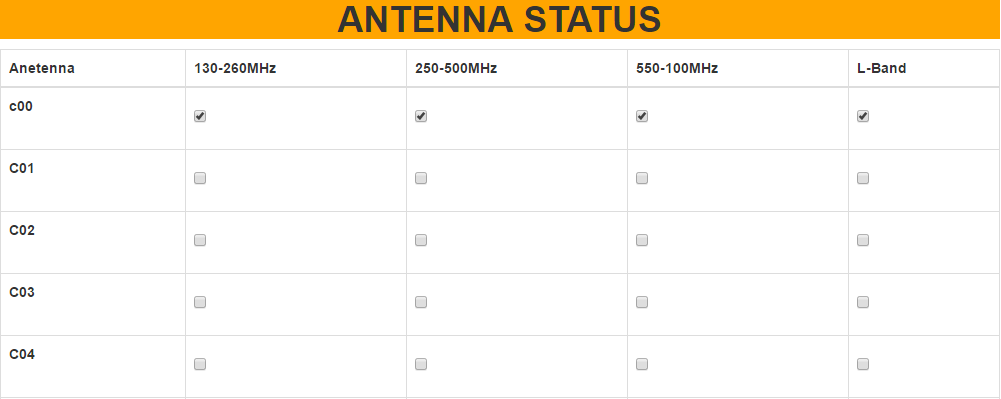 ANTENNA STATUS
Anetenna 130-260MHz 250-500MHz 550-100MHz L-Band
c00
C01
C02
C03
C04